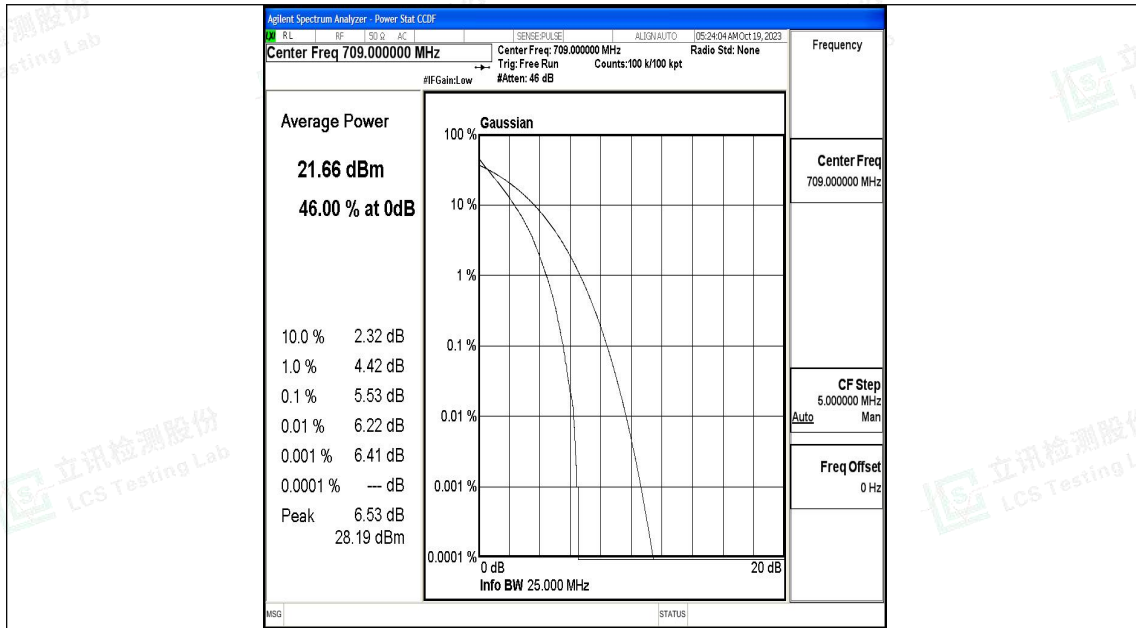 Agilent Spectrum Analyzer - Power Stat CCDF
RL RF 50 Ω AC SENSE:PULSE ALIGNAUTO 05:24:04 AM Oct 19, 2023
Center Freq 709.000000 MHz
Center Freq: 709.000000 MHz Radio Std: None
Trig: Free Run Counts:100 k/100 kpt
#IFGain:Low #Atten: 46 dB
Frequency
Average Power
21.66 dBm
46.00 % at 0dB
10.0 % 2.32 dB
1.0 % 4.42 dB
0.1 % 5.53 dB
0.01 % 6.22 dB
0.001 % 6.41 dB
0.0001 % --- dB
Peak 6.53 dB
28.19 dBm
Gaussian
100 %
10 %
1 %
0.1 %
0.01 %
0.001 %
0.0001 %
0 dB 20 dB
Info BW 25.000 MHz
Center Freq
709.000000 MHz
CF Step
5.000000 MHz
Auto Man
Freq Offset
0 Hz
MSG STATUS
立讯检测股份
LCS Testing Lab
立讯检测股份
LCS Testing L
检测股份
sting Lab